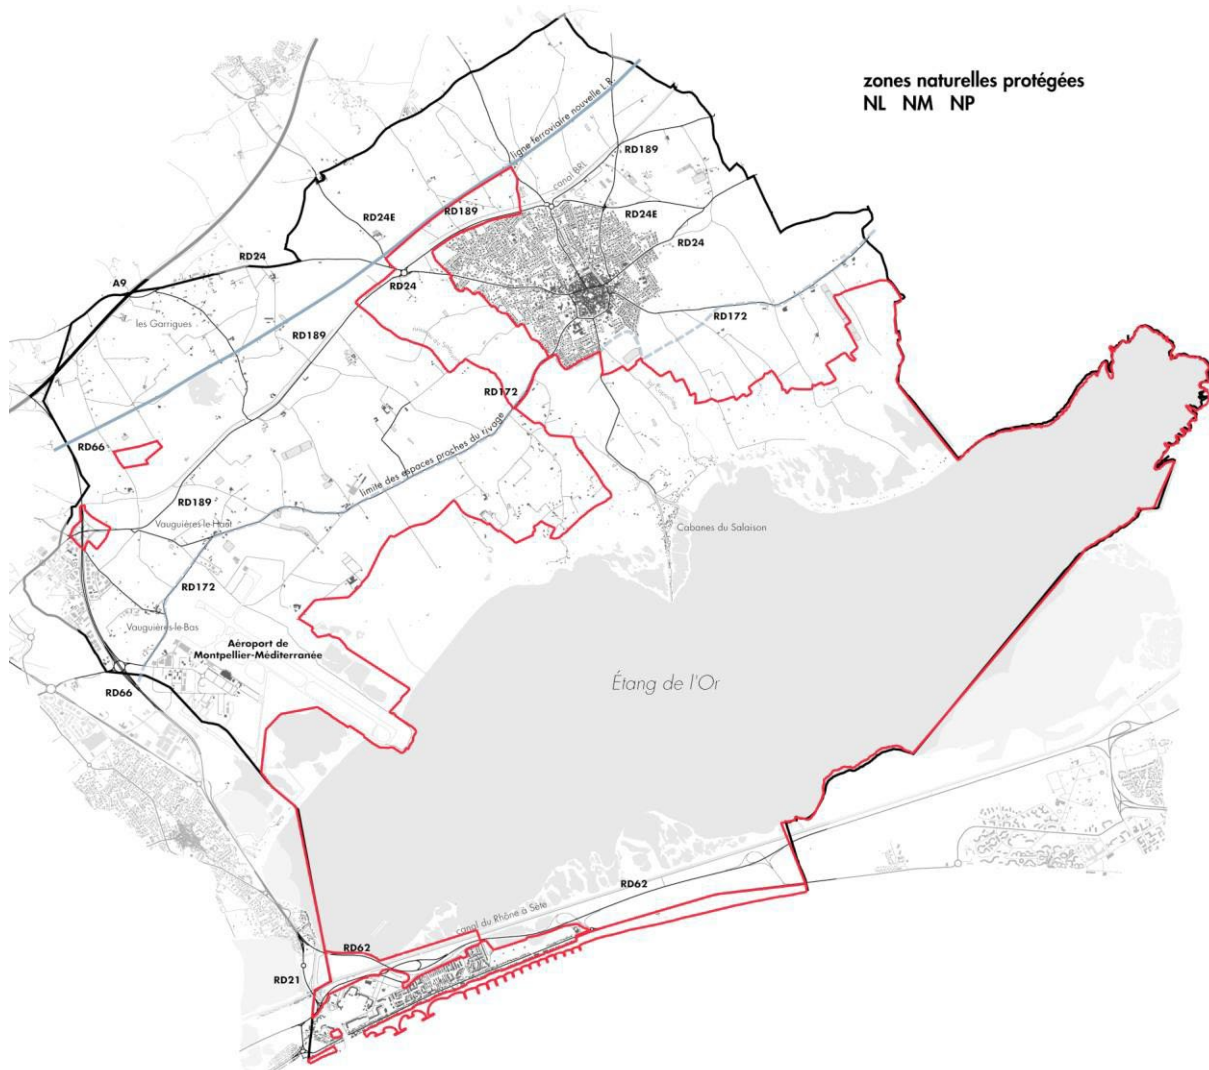 zones naturelles protégées
NL NM NP
ligne ferroviaire nouvelle L.R.
RD189
canal BRL
RD24E
RD189
RD24E
RD24
RD24
A9
RD24
RD172
les Garrigues
RD189
RD172
limite des espaces proches du rivage
RD66
RD189
Vauguières-le-Haut
Cabanes du Salaison
RD172
Vauguières-le-Bas
Aéroport de
Montpellier-Méditerranée
Étang de l'Or
RD66
RD62
canal du Rhône à Sète
RD62
RD21